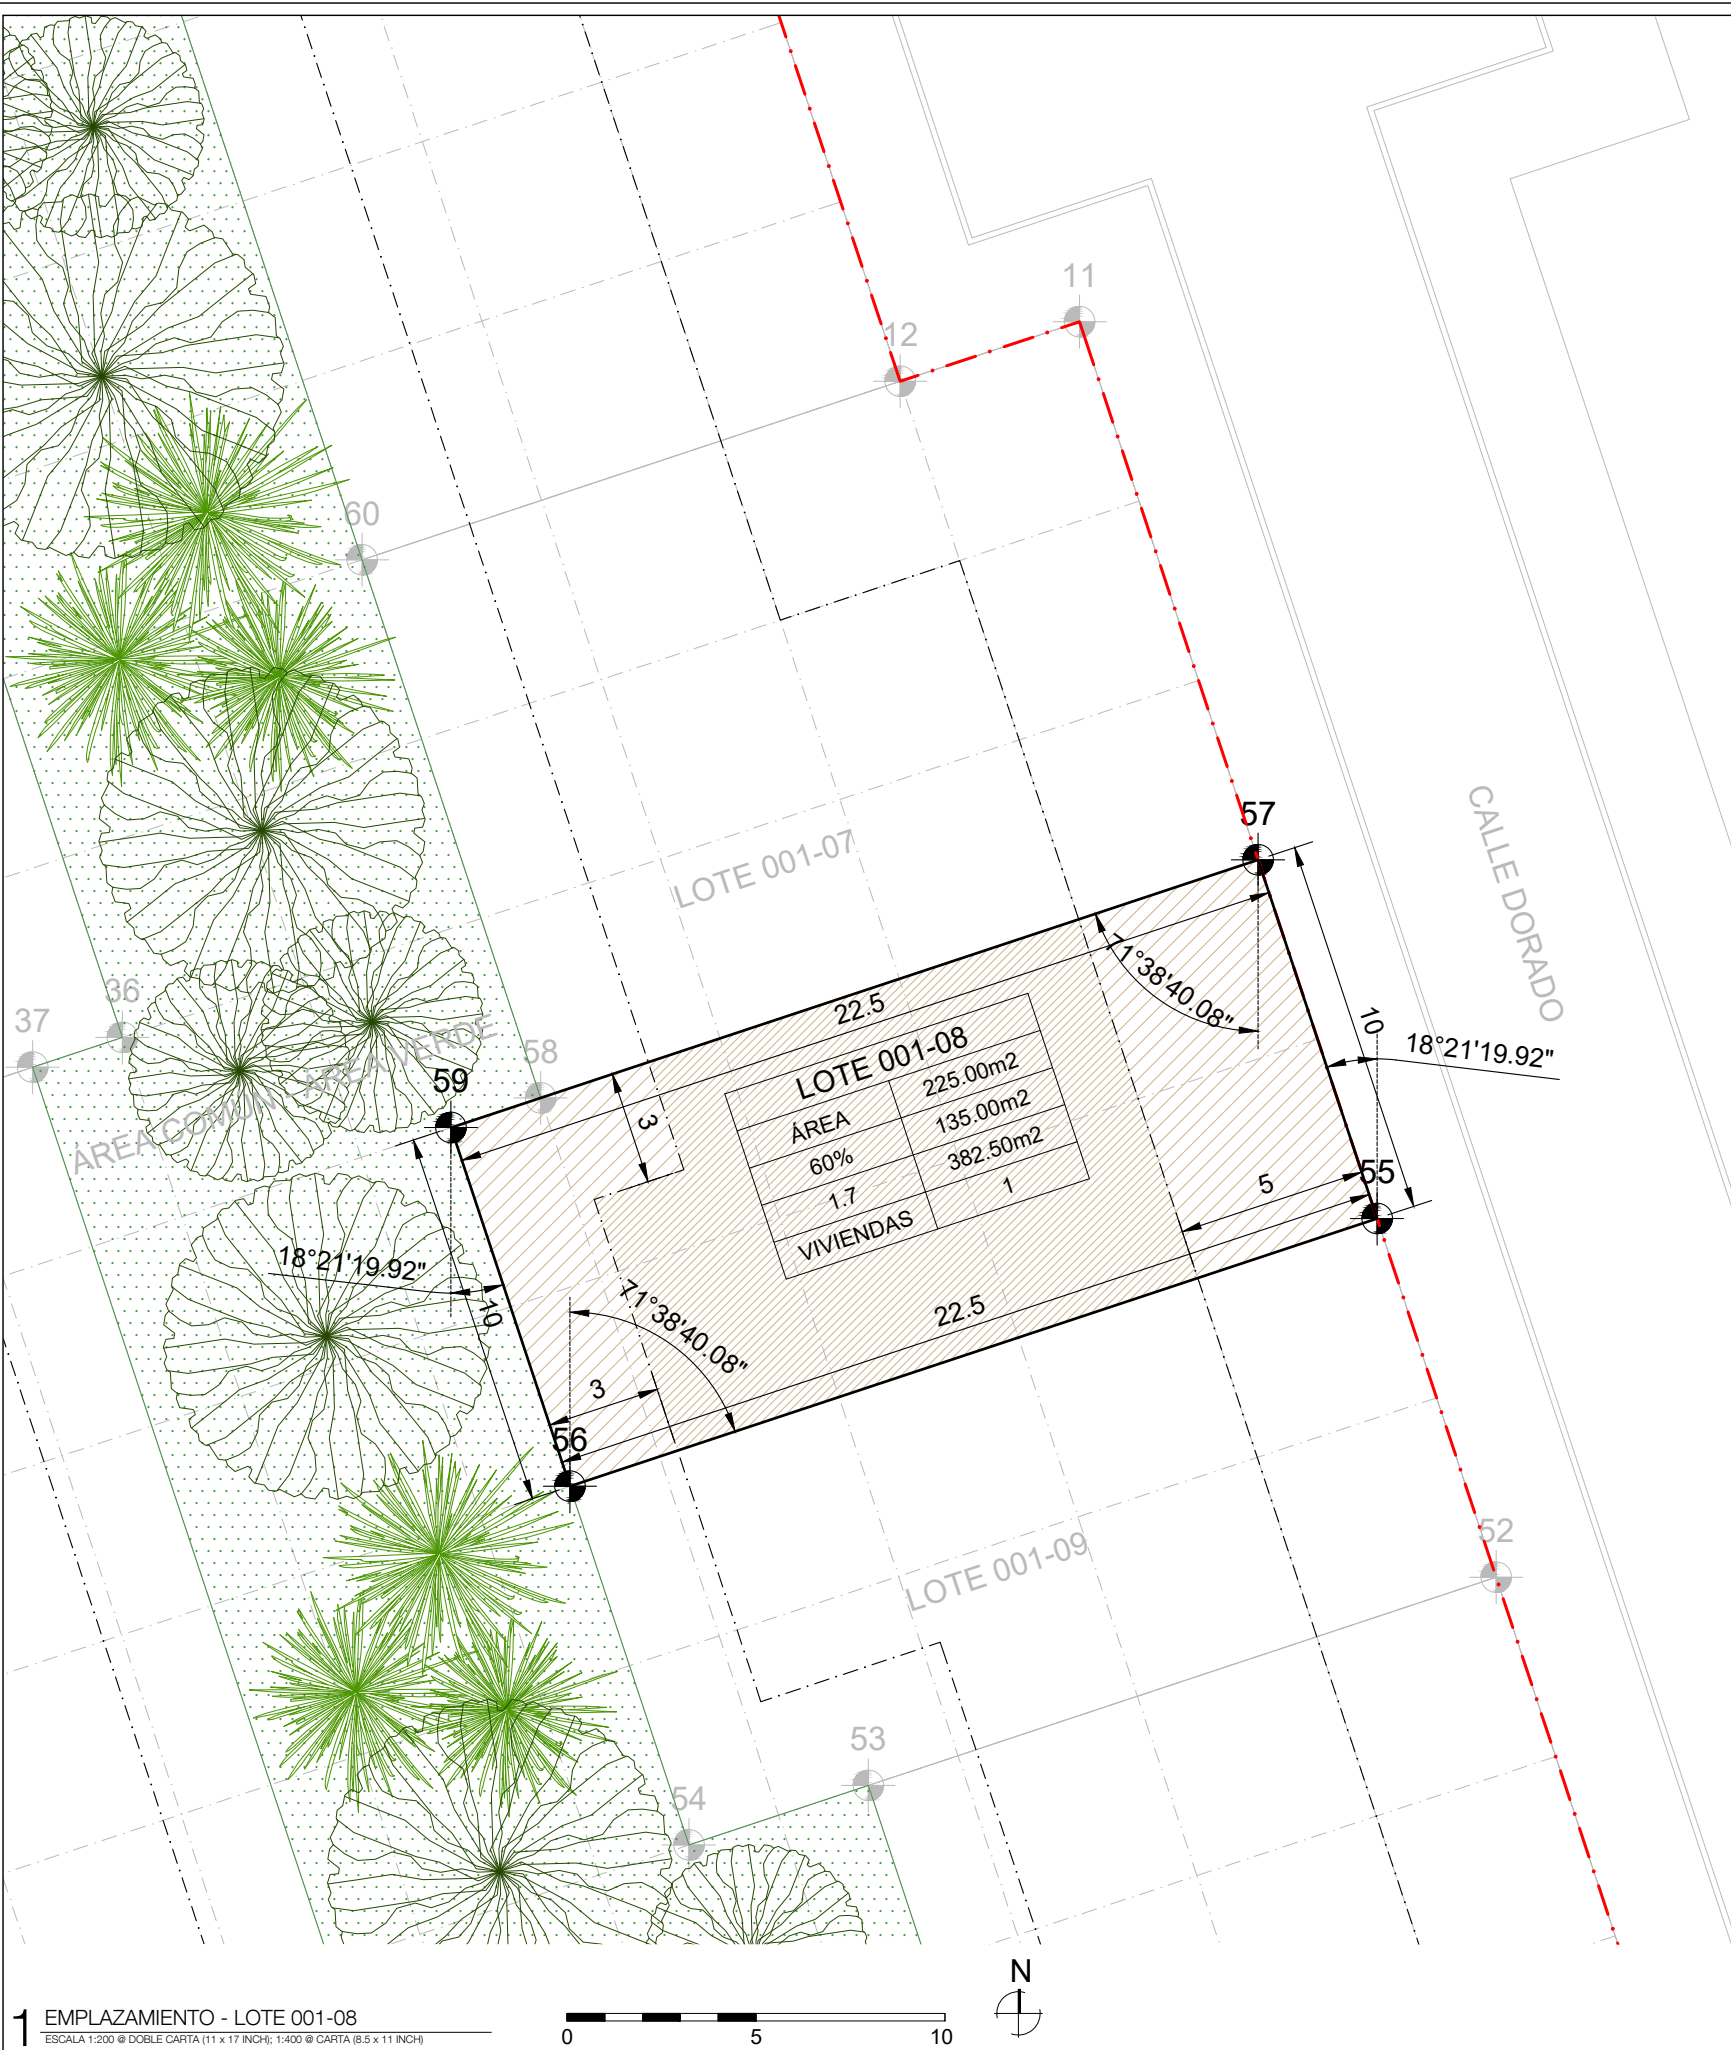 11
12
60
57
CALLE DORADO
LOTE 001-07
71°38'40.08"
22.5
10
18°21'19.92"
36
37
58
59
ÁREA COMÚN - ÁREA VERDE
3
LOTE 001-08
ÁREA 225.00m2
60% 135.00m2
1.7 382.50m2
VIVIENDAS 1
55
5
18°21'19.92"
10
71°38'40.08"
22.5
3
56
52
LOTE 001-09
53
54
N
1 EMPLAZAMIENTO - LOTE 001-08
ESCALA 1:200 @ DOBLE CARTA (11 x 17 INCH); 1:400 @ CARTA (8.5 x 11 INCH)
0 5 10